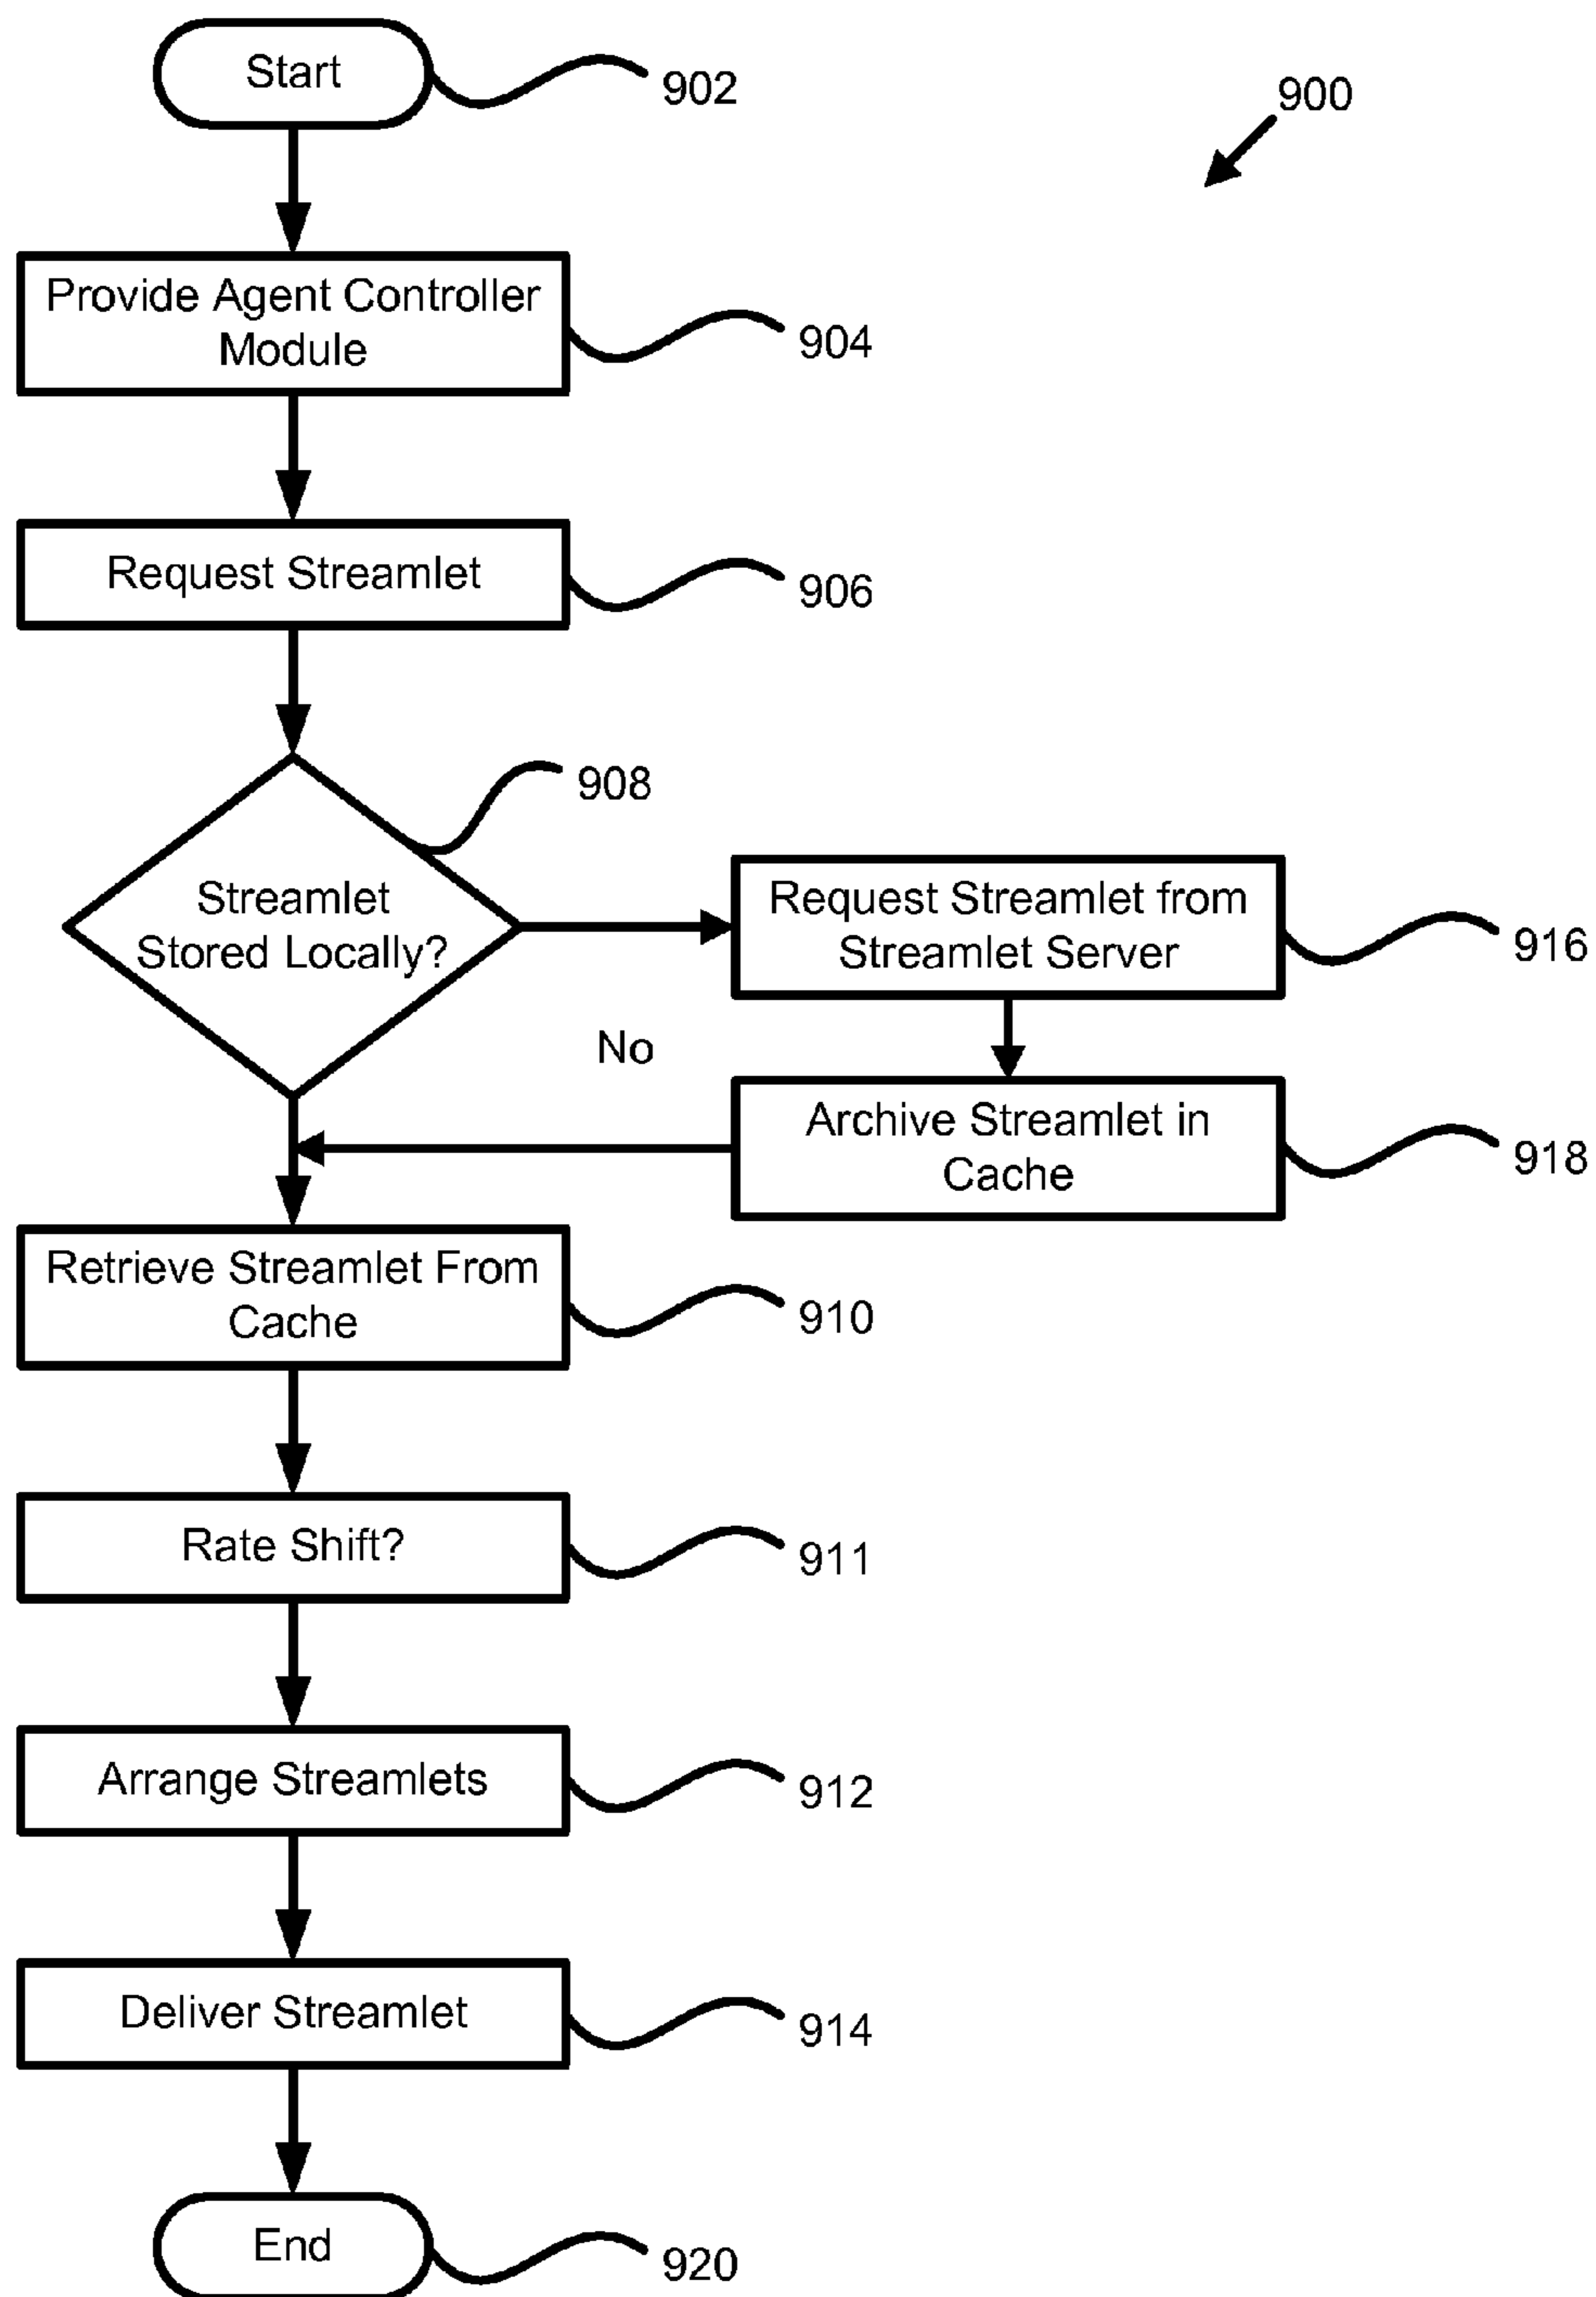 Start
902
900
Provide Agent Controller
Module
904
Request Streamlet
906
908
Streamlet
Stored Locally?
Request Streamlet from
Streamlet Server
916
No
Archive Streamlet in
Cache
918
Retrieve Streamlet From
Cache
910
Rate Shift?
911
Arrange Streamlets
912
Deliver Streamlet
914
End
920